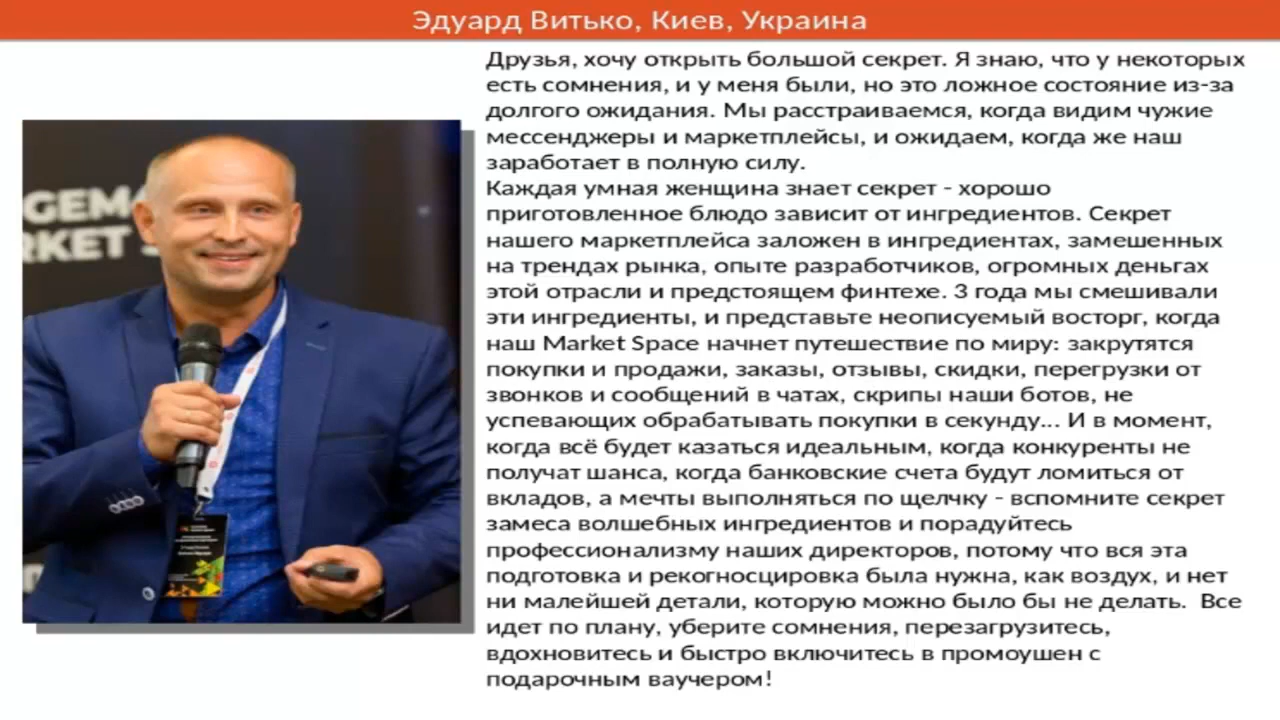 Эдуард Витько, Киев, Украина
Друзья, хочу открыть большой секрет. Я знаю, что у некоторых
есть сомнения, и у меня были, но это ложное состояние из-за
долгого ожидания. Мы расстраиваемся, когда видим чужие
мессенджеры и маркетплейсы, и ожидаем, когда же наш
заработает в полную силу.
Каждая умная женщина знает секрет - хорошо
приготовленное блюдо зависит от ингредиентов. Секрет
нашего маркетплейса заложен в ингредиентах, замешенных
на трендах рынка, опыте разработчиков, огромных деньгах
этой отрасли и предстоящем финтехе. 3 года мы смешивали
эти ингредиенты, и представьте неописуемый восторг, когда
наш Market Space начнет путешествие по миру: закрутятся
покупки и продажи, заказы, отзывы, скидки, перегрузки от
звонков и сообщений в чатах, скрипы наши ботов, не
успевающих обрабатывать покупки в секунду... И в момент,
когда всё будет казаться идеальным, когда конкуренты не
получат шанса, когда банковские счета будут ломиться от
вкладов, а мечты выполняться по щелчку - вспомните секрет
замеса волшебных ингредиентов и порадуйтесь
профессионализму наших директоров, потому что вся эта
подготовка и рекогносцировка была нужна, как воздух, и нет
ни малейшей детали, которую можно было бы не делать. Все
идет по плану, уберите сомнения, перезагрузитесь,
вдохновитесь и быстро включитесь в промоушен с
подарочным ваучером!
GEM
RKET S